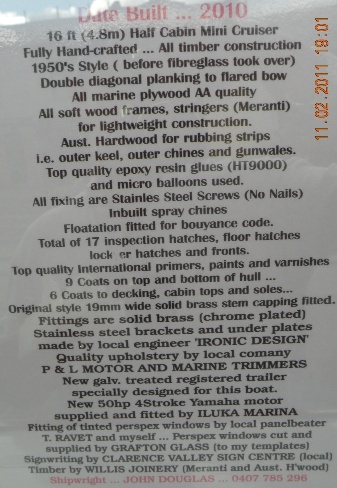 Date Built ... 2010
16 ft (4.8m) Half Cabin Mini Cruiser
Fully Hand-crafted ... All timber construction
1950's Style ( before fibreglass took over)
Double diagonal planking to flared bow
All marine plywood AA quality
All soft wood frames, stringers (Meranti)
for lightweight construction.
Aust. Hardwood for rubbing strips
i.e. outer keel, outer chines and gunwales.
Top quality epoxy resin glues (HT9000)
and micro balloons used.
All fixing are Stainles Steel Screws (No Nails)
Inbuilt spray chines
Floatation fitted for bouyance code.
Total of 17 inspection hatches, floor hatches
locker hatches and fronts.
Top quality International primers, paints and varnishes
9 Coats on top and bottom of hull ...
6 Coats to decking, cabin tops and soles...
Original style 19mm wide solid brass stem capping fitted.
Fittings are solid brass (chrome plated)
Stainless steel brackets and under plates
made by local engineer 'IRONIC DESIGN'
Quality upholstery by local comany
P & L MOTOR AND MARINE TRIMMERS
New galv. treated registered trailer
specially designed for this boat.
New 50hp 4Stroke Yamaha motor
supplied and fitted by ILUKA MARINA
Fitting of tinted perspex windows by local panelbeater
T. RAVET and myself ... Perspex windows cut and
supplied by GRAFTON GLASS (to my templates)
Signwriting by CLARENCE VALLEY SIGN CENTRE (local)
Timber by WILLIS JOINERY (Meranti and Aust. H'wood)
Shipwright ... JOHN DOUGLAS ... 0407 785 296
11.02.2011 19:01